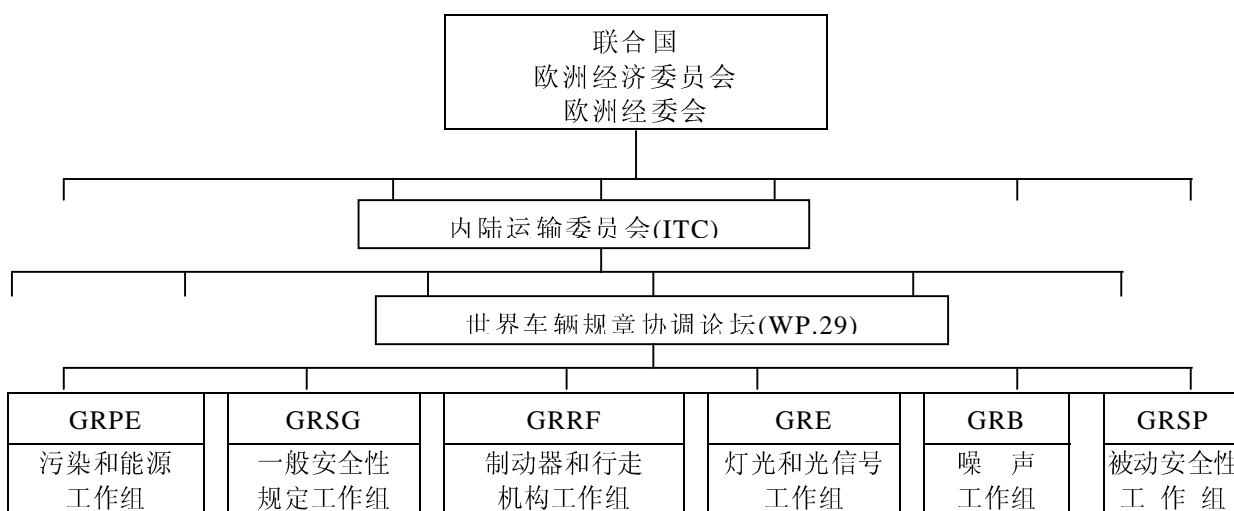 联合国
欧洲经济委员会
欧洲经委会
内陆运输委员会(ITC)
世界车辆规章协调论坛(WP.29)
GRPE
污染和能源
工作组
GRSG
一般安全性
规定工作组
GRRF
制动器和行走
机构工作组
GRE
灯光和光信号
工作组
GRB
噪 声
工作组
GRSP
被动安全性
工 作 组